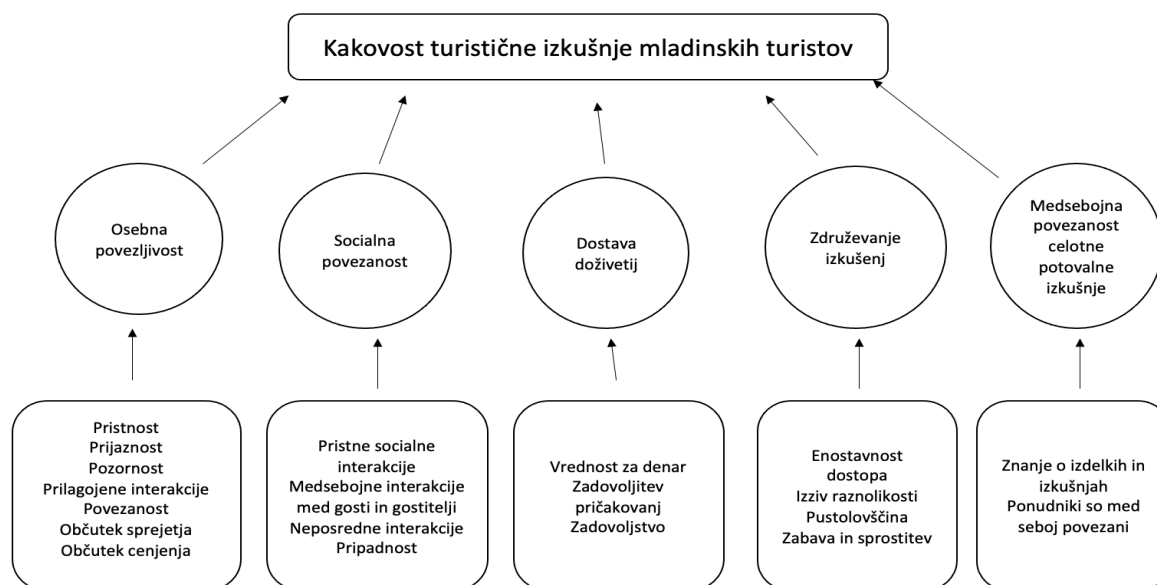 Kakovost turistične izkušnje mladinskih turistov
Osebna
povezljivost
Socialna
povezanost
Dostava
doživetij
Združevanje
izkušenj
Medsebojna
povezanost
celotne
potovalne
izkušnje
Pristnost
Prijaznost
Pozornost
Prilagojene interakcije
Povezanost
Občutek sprejetja
Občutek cenjenja
Pristne socialne
interakcije
Medsebojne interakcije
med gosti in gostitelji
Neposredne interakcije
Pripadnost
Vrednost za denar
Zadovoljitev
pričakovanj
Zadovoljstvo
Enostavnost
dostopa
Izziv raznolikosti
Pustolovščina
Zabava in sprostitev
Znanje o izdelkih in
izkušnjah
Ponudniki so med
seboj povezani